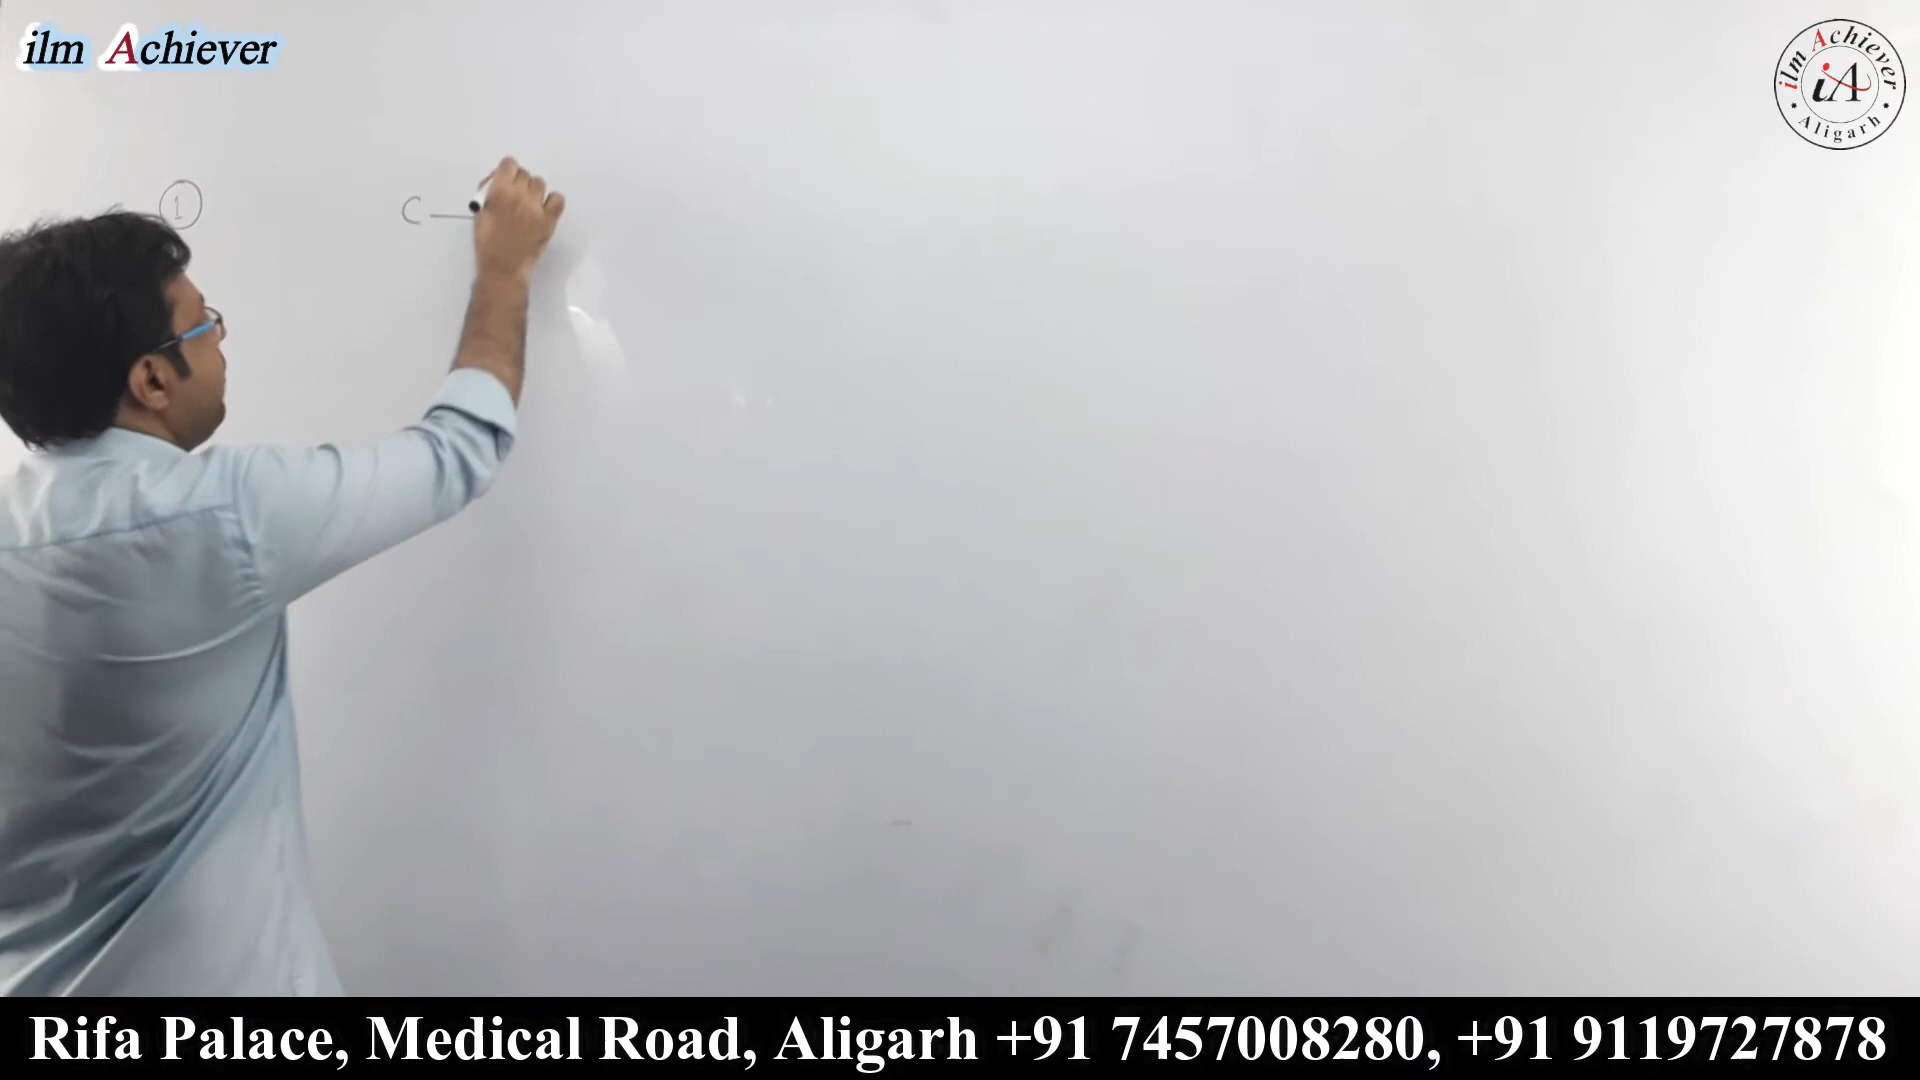 ilm Achiever
ilm Achiever
iA
Aligarh
1
C —
Rifa Palace, Medical Road, Aligarh +91 7457008280, +91 9119727878